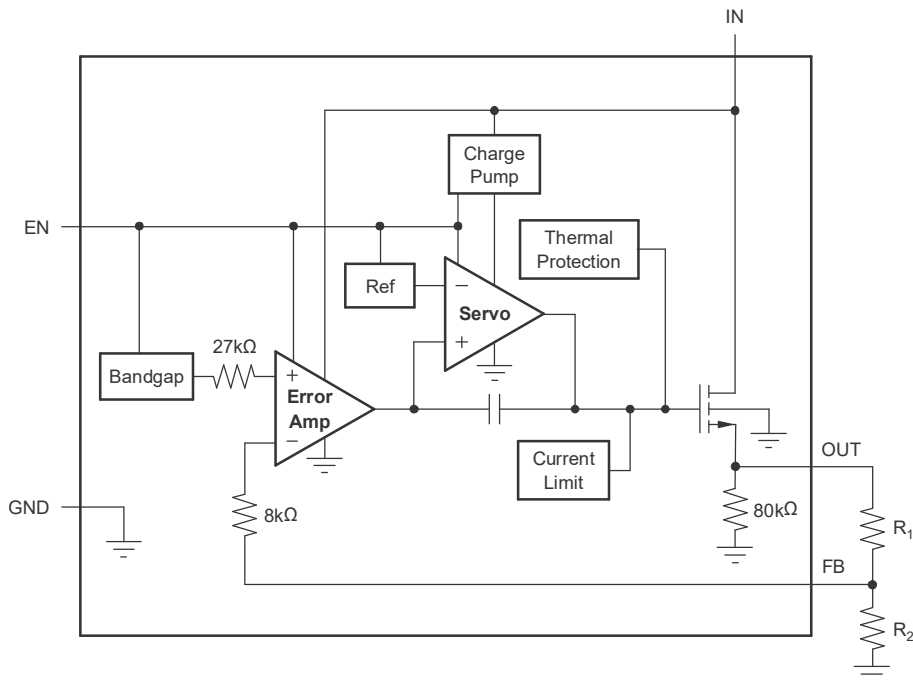 IN
Charge
Pump
EN
Thermal
Protection
Ref
−
Servo
+
27kΩ
Bandgap
+
Error
Amp
−
Current
Limit
OUT
GND
8kΩ
80kΩ
R1
FB
R2